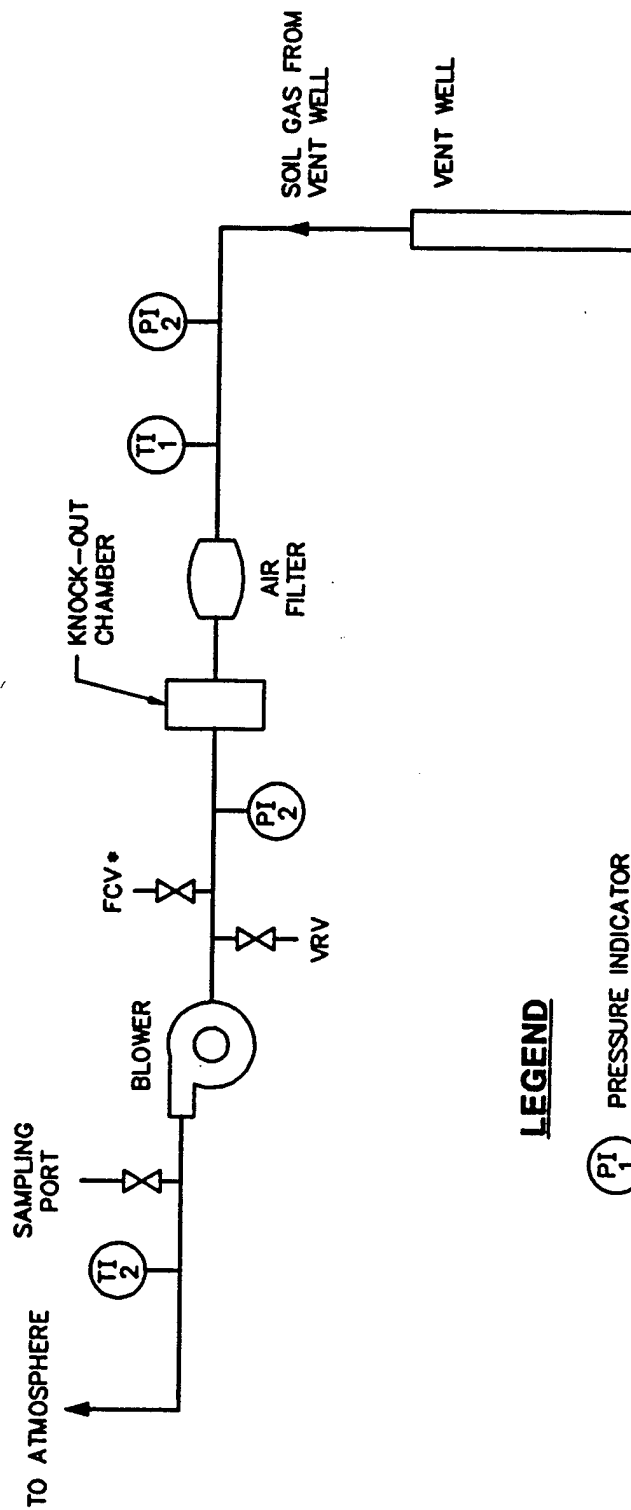 TO ATMOSPHERE
TI
2
SAMPLING
PORT
BLOWER
FCV*
VRV
PI
2
KNOCK-OUT
CHAMBER
AIR
FILTER
TI
1
PI
2
SOIL GAS FROM
VENT WELL
VENT WELL
LEGEND
PI
1
PRESSURE INDICATOR